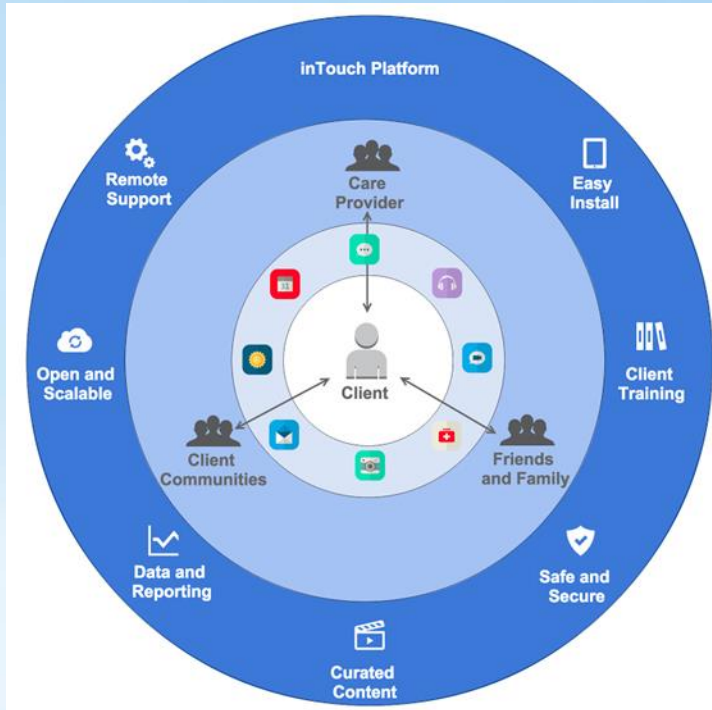 inTouch Platform
Remote
Support
Easy
Install
Care
Provider
31
Open and
Scalable
Client
Training
Client
Client
Communities
Friends
and Family
Data and
Reporting
Safe and
Secure
Curated
Content